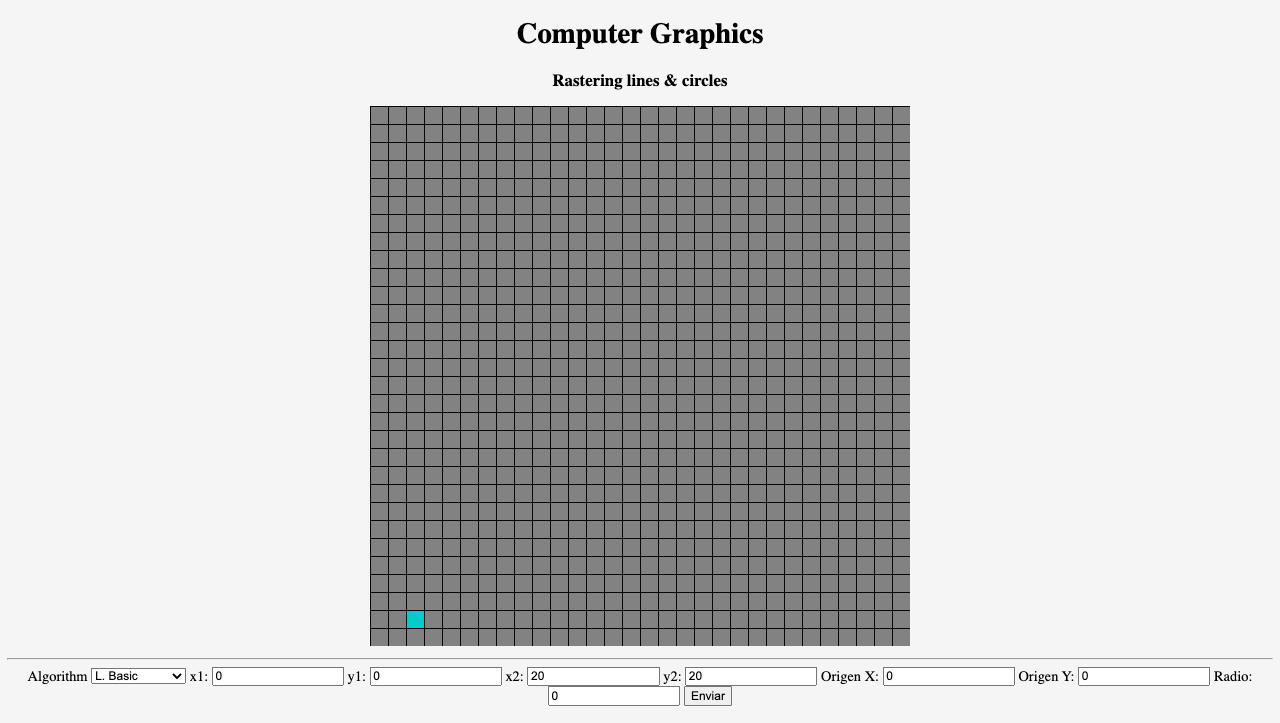 Computer Graphics
Rastering lines & circles
Algorithm L. Basic x1: 0 y1: 0 x2: 20 y2: 20 Origen X: 0 Origen Y: 0 Radio:
0 Enviar